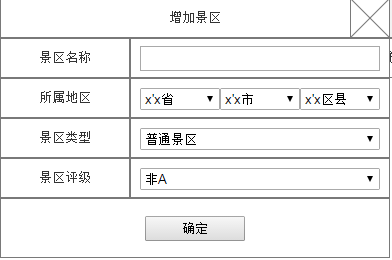 增加景区
景区名称
所属地区 x'x省 x'x市 x'x区县
景区类型 普通景区
景区评级 非A
确定